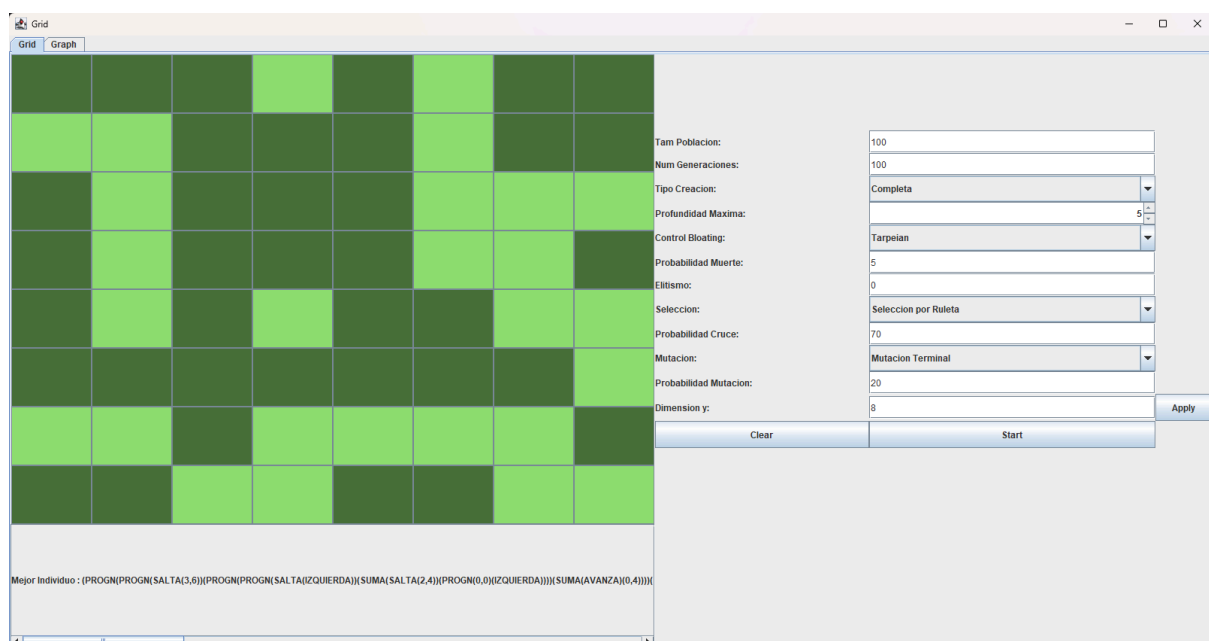 Grid
Grid Graph
Tam Poblacion: 100
Num Generaciones: 100
Tipo Creacion: Completa
Profundidad Maxima: 5
Control Bloating: Tarpeian
Probabilidad Muerte: 5
Elitismo: 0
Seleccion: Seleccion por Ruleta
Probabilidad Cruce: 70
Mutacion: Mutacion Terminal
Probabilidad Mutacion: 20
Dimension y: 8 Apply
Clear Start
Mejor Individuo : (PROGN(PROGN(SALTA(3,6))(PROGN(PROGN(SALTA(IZQUIERDA))(SUMA(SALTA(2,4))(PROGN(0,0)(IZQUIERDA))))(SUMA(AVANZA)(0,4))))(